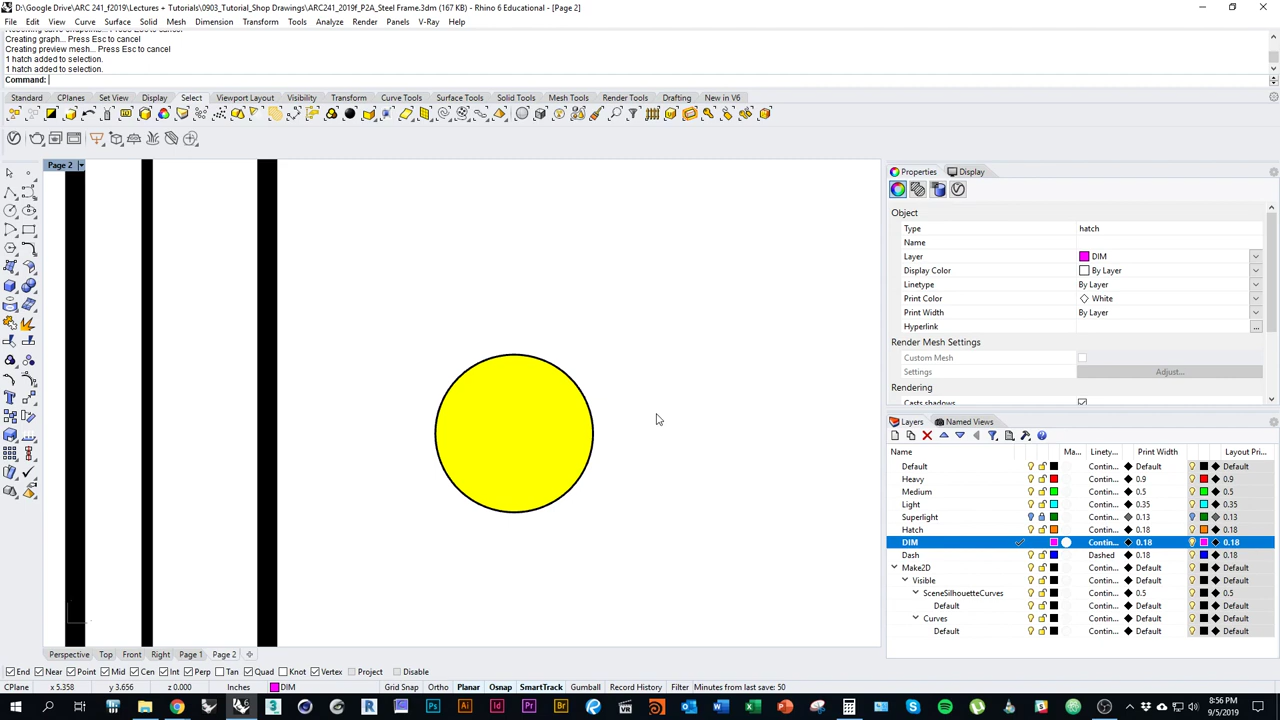 D:\Google Drive\ARC 241_f2019\Lectures + Tutorials\0903_Tutorial_Shop Drawings\ARC241_2019f_P2A_Steel Frame.3dm (167 KB) - Rhino 6 Educational - [Page 2]
File Edit View Curve Surface Solid Mesh Dimension Transform Tools Analyze Render Panels V-Ray Window Help
Creating graph... Press Esc to cancel
Creating preview mesh... Press Esc to cancel
1 hatch added to selection.
1 hatch added to selection.
Command:
Standard CPlanes Set View Display Select Viewport Layout Visibility Transform Curve Tools Surface Tools Solid Tools Mesh Tools Render Tools Drafting New in V6
Page 2
Properties Display
Object
Type hatch
Name
Layer DIM
Display Color By Layer
Linetype By Layer
Print Color White
Print Width By Layer
Hyperlink ...
Render Mesh Settings
Custom Mesh
Settings Adjust...
Rendering
Casts shadows
Layers Named Views
Name Ma... Linety... Print Width Layout Pri...
Default Contin... Default Default
Heavy Contin... 0.9 0.9
Medium Contin... 0.5 0.5
Light Contin... 0.35 0.35
Superlight Contin... 0.13 0.13
Hatch Contin... 0.18 0.18
DIM Contin... 0.18 0.18
Dash Dashed 0.18 0.18
Make2D Contin... Default Default
Visible Contin... Default Default
SceneSilhouetteCurves Contin... 0.5 0.5
Default Contin... Default Default
Curves Contin... Default Default
Default Contin... Default Default
Perspective Top Front Right Page 1 Page 2
End Near Point Mid Cen Int Perp Tan Quad Knot Vertex Project Disable
CPlane x 5.358 y 3.656 z 0.000 Inches DIM Grid Snap Ortho Planar Osnap SmartTrack Gumball Record History Filter Minutes from last save: 50
8:56 PM
9/5/2019